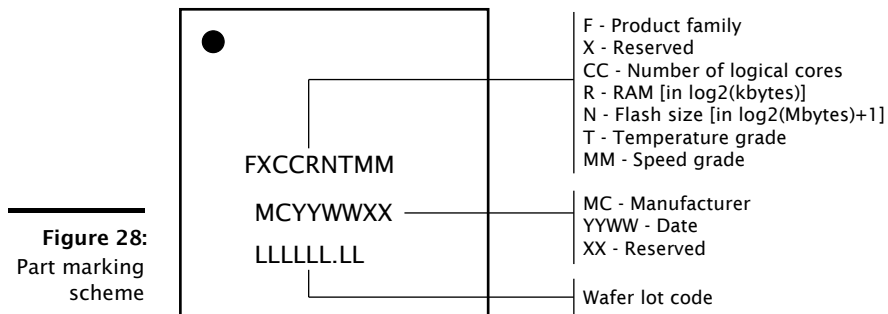 F - Product family
X - Reserved
CC - Number of logical cores
R - RAM [in log2(kbytes)]
N - Flash size [in log2(Mbytes)+1]
T - Temperature grade
MM - Speed grade
FXCCRNTMM
MC - Manufacturer
YYWW - Date
XX - Reserved
MCYYWWXX
LLLLLL.LL
Wafer lot code
Figure 28:
Part marking
scheme